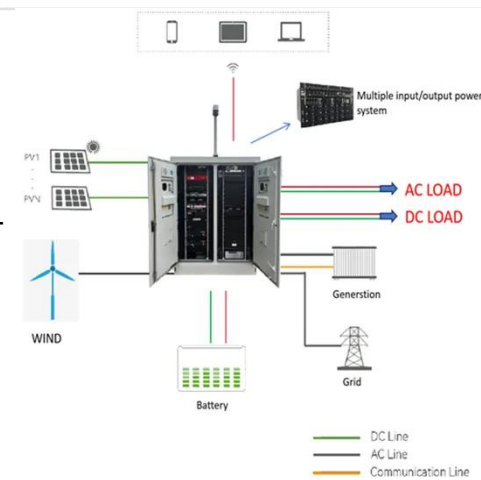 Multiple input/output power
system
PV1
PVN
AC LOAD
DC LOAD
WIND
Generstion
Grid
Battery
DC Line
AC Line
Communication Line